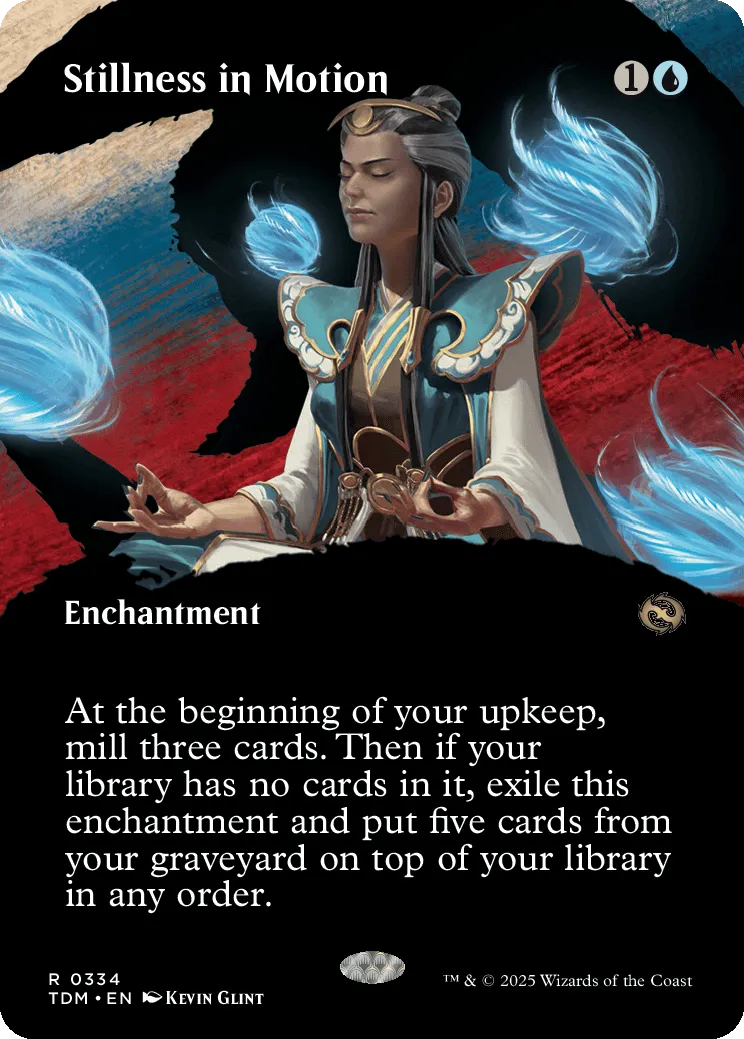 Stillness in Motion 1
Enchantment
At the beginning of your upkeep,
mill three cards. Then if your
library has no cards in it, exile this
enchantment and put five cards from
your graveyard on top of your library
in any order.
R 0334
TDM • EN Kevin Glint
™ & © 2025 Wizards of the Coast